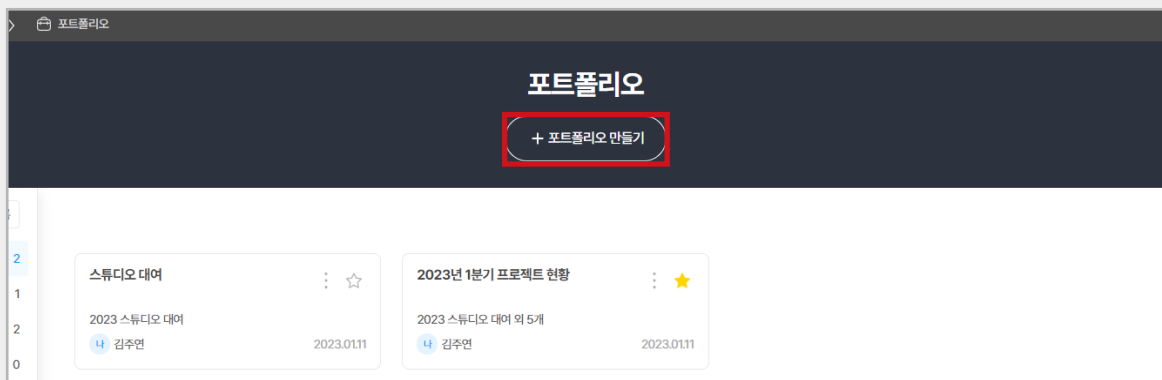 포트폴리오
포트폴리오
+ 포트폴리오 만들기
2
1
2
0
스튜디오 대여
2023 스튜디오 대여
나 김주연 2023.01.11
2023년 1분기 프로젝트 현황
2023 스튜디오 대여 외 5개
나 김주연 2023.01.11